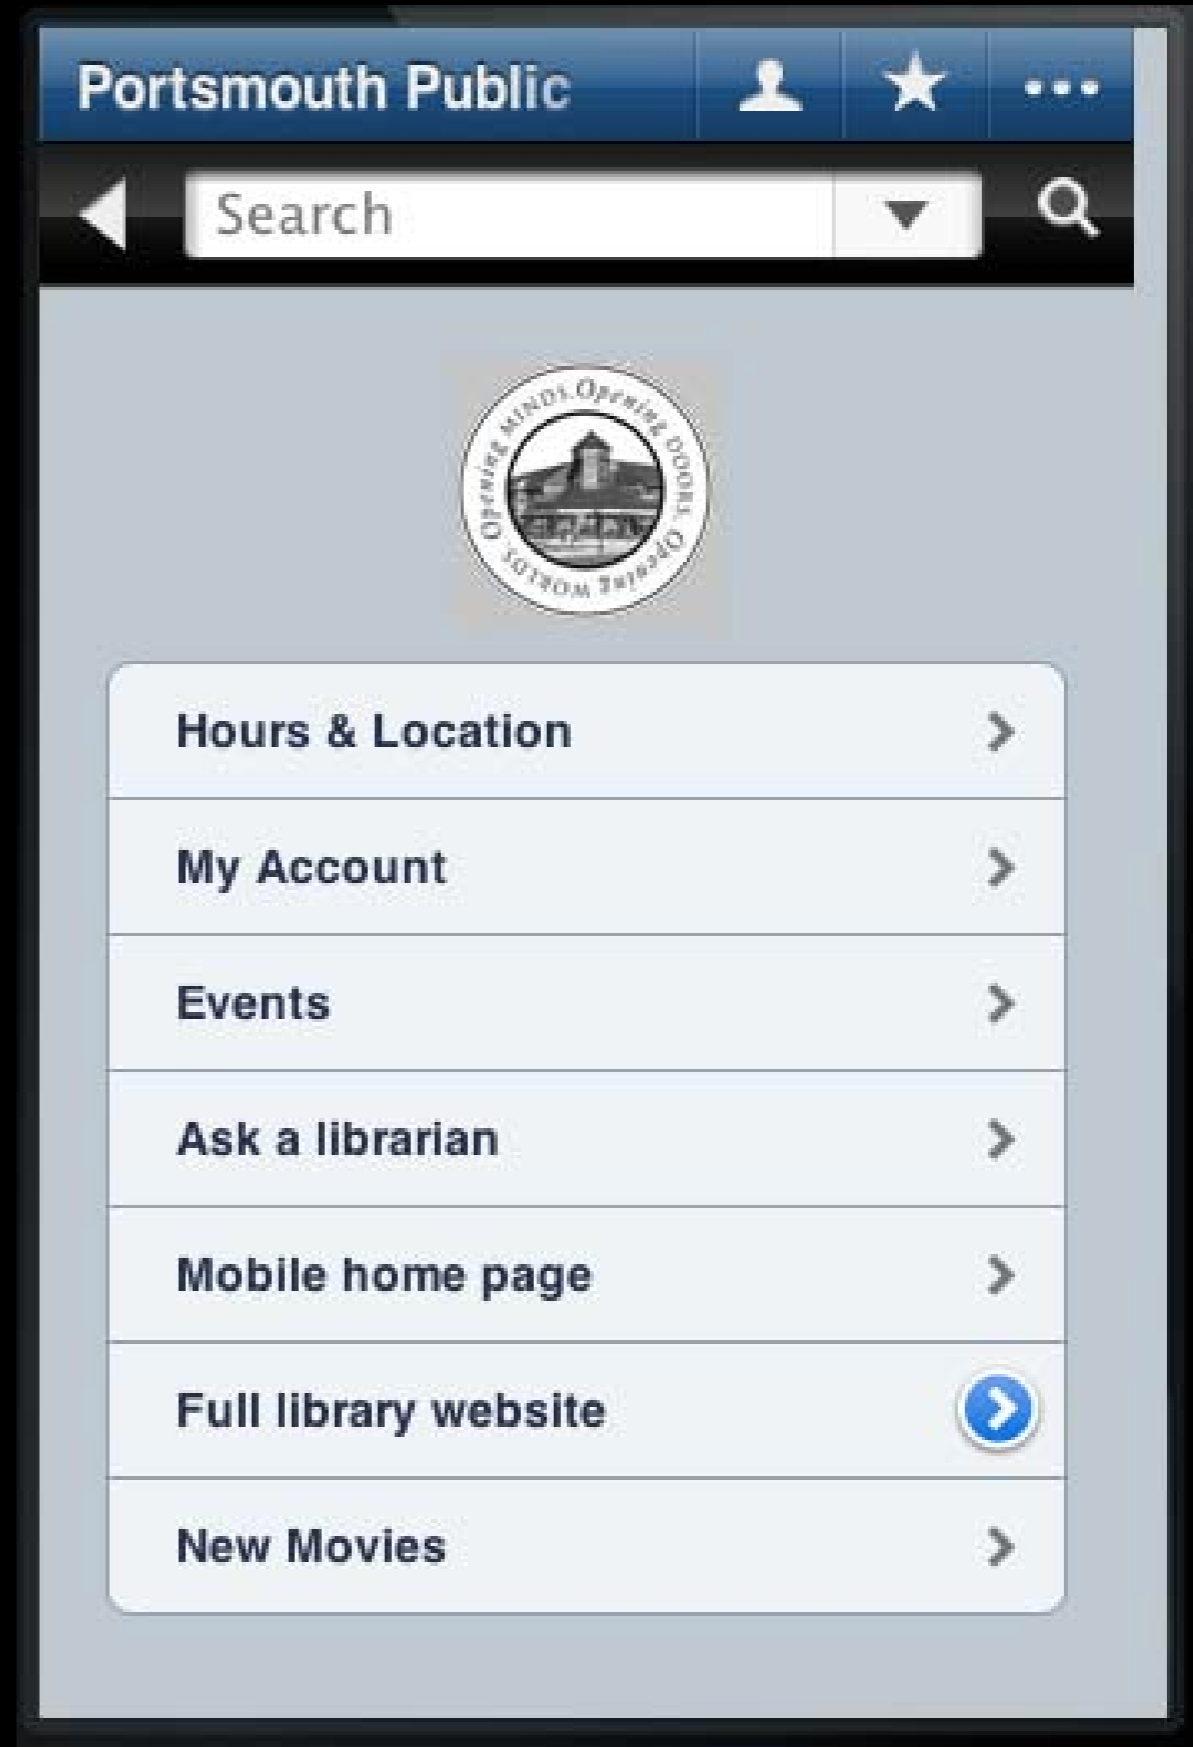 Portsmouth Public
Search
Opening MINDS. Opening DOORS. Opening WORLDS.
Hours & Location
My Account
Events
Ask a librarian
Mobile home page
Full library website
New Movies